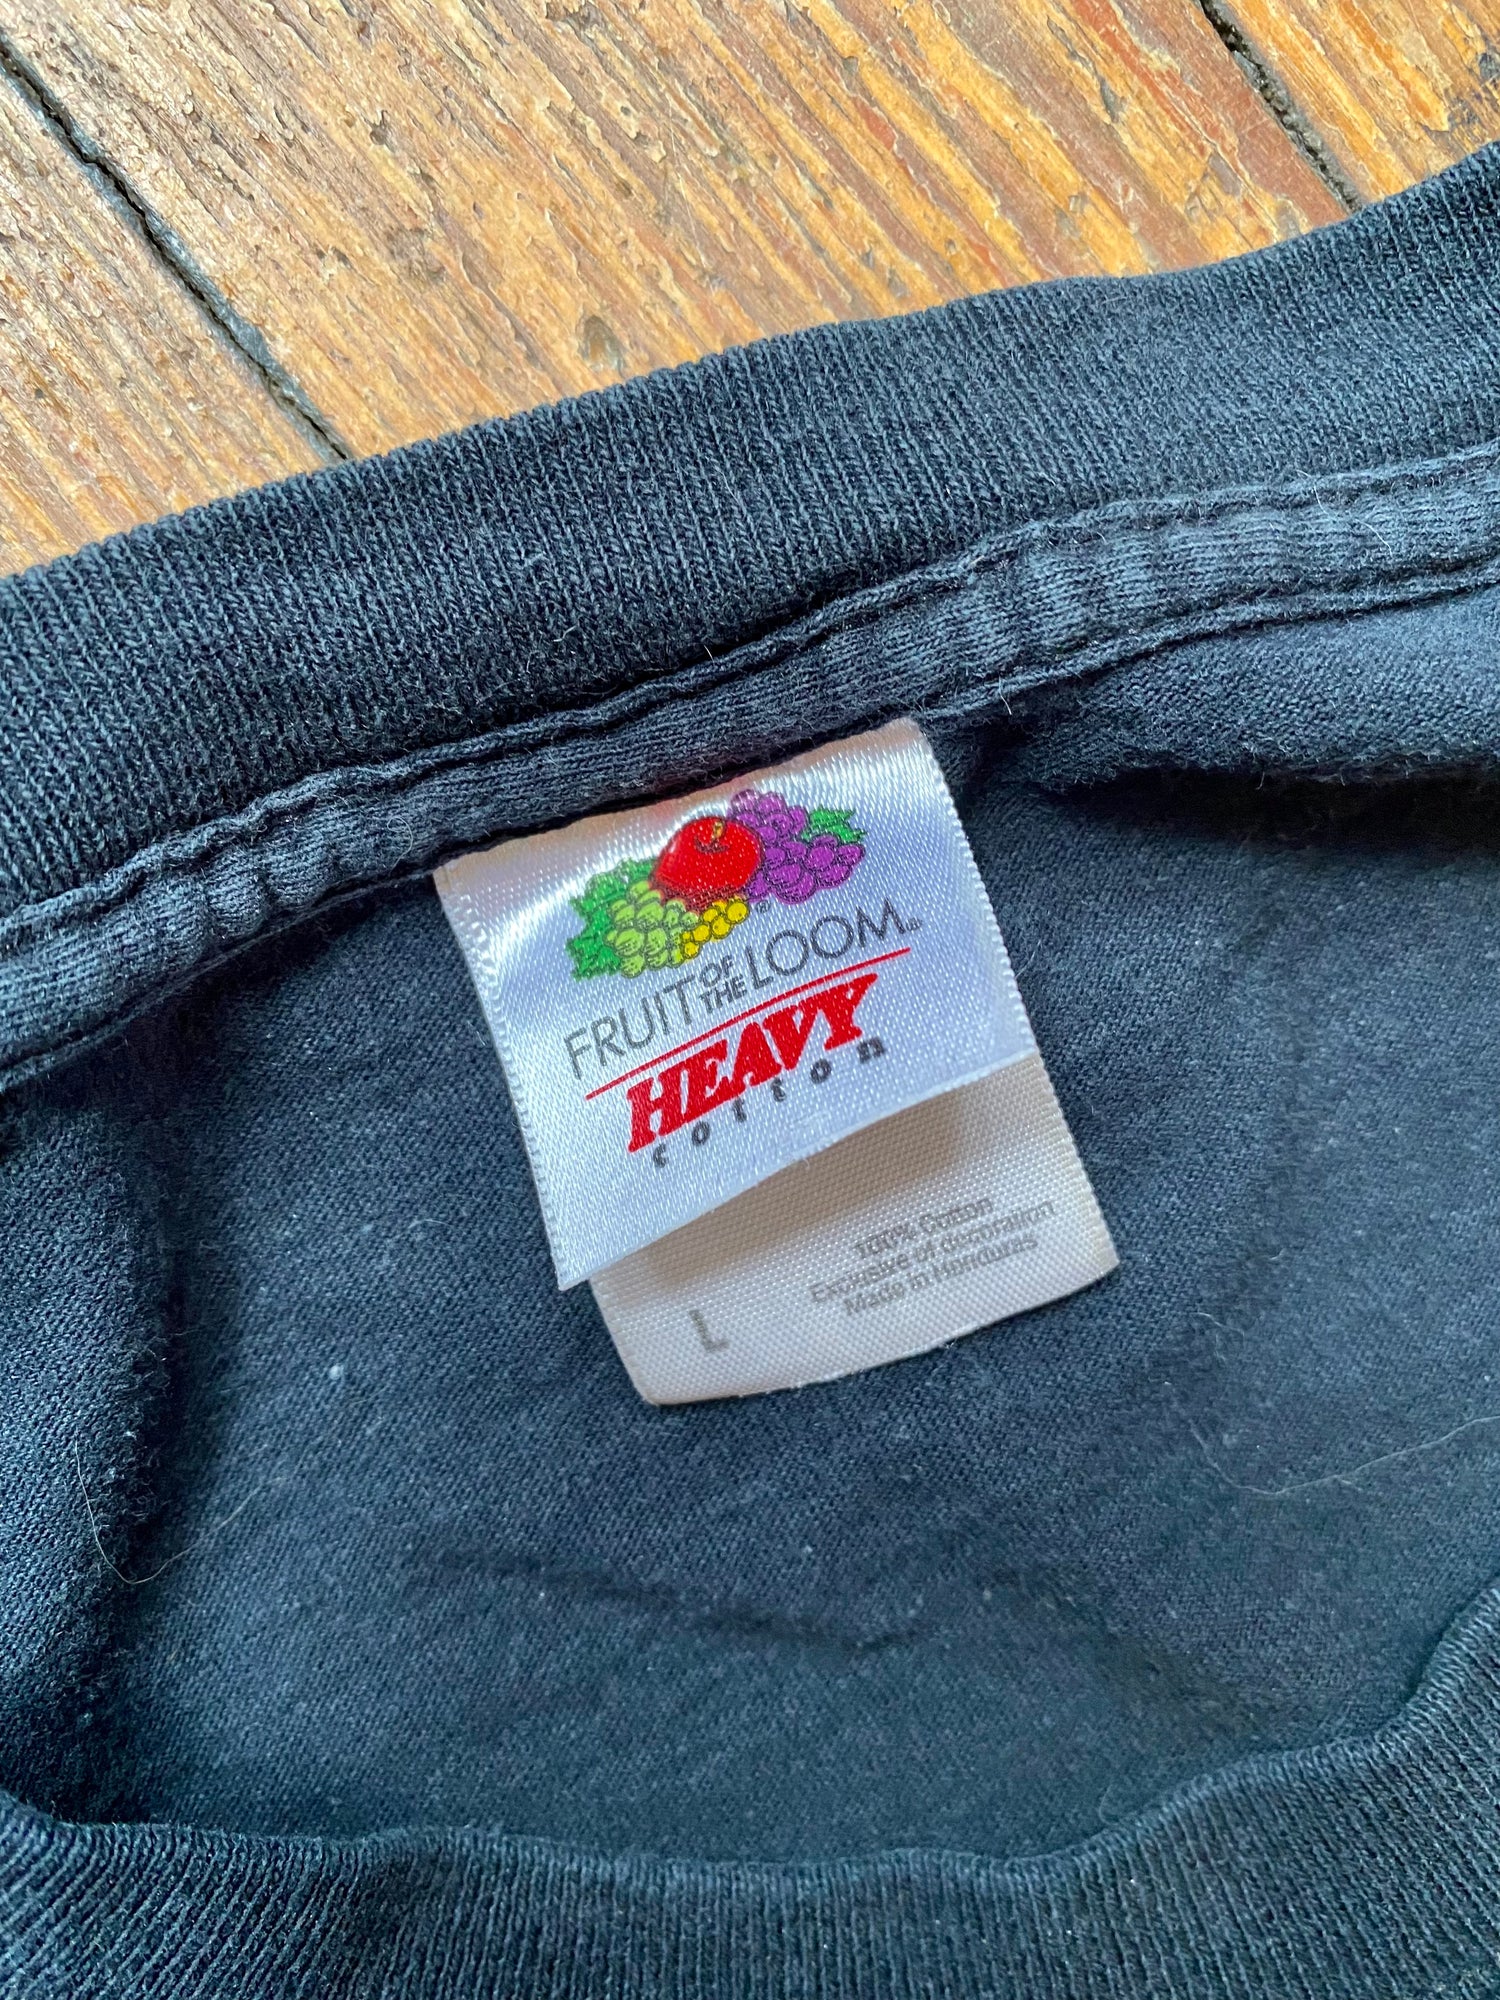 FRUIT OF THE LOOM®
HEAVY
cotton
L
100% Cotton
Exclusive of decoration
Made in Honduras